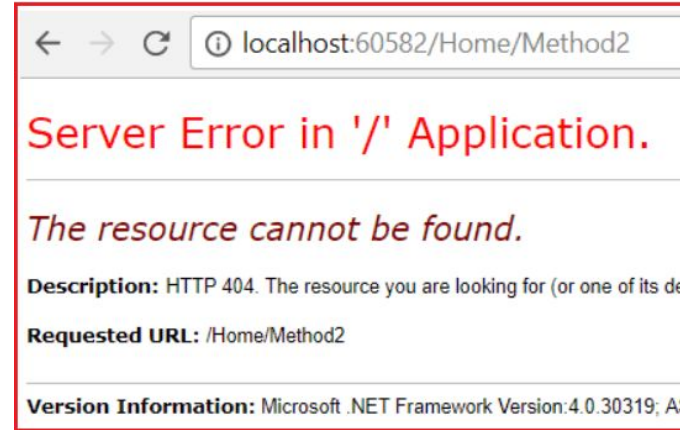 localhost:60582/Home/Method2
Server Error in '/' Application.
The resource cannot be found.
Description: HTTP 404. The resource you are looking for (or one of its
Requested URL: /Home/Method2
Version Information: Microsoft .NET Framework Version:4.0.30319;